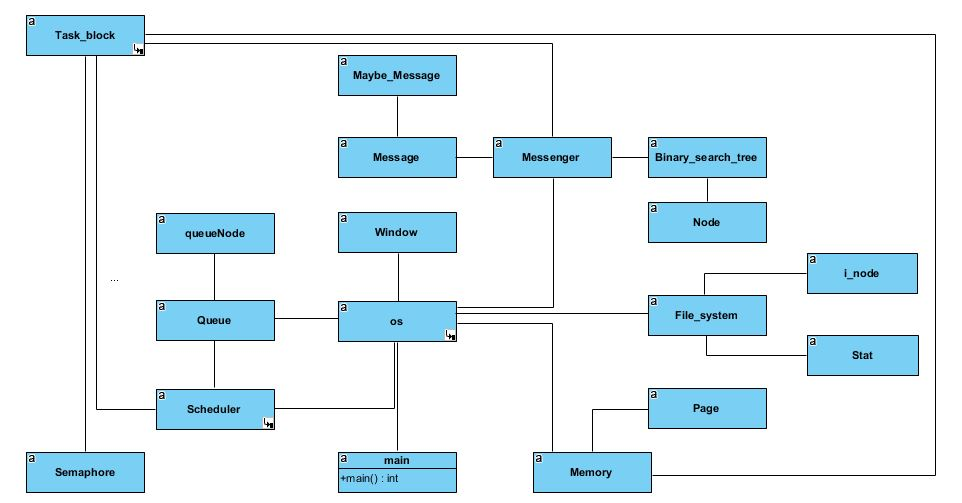 a
Task_block
a
Maybe_Message
a
Message
a
Messenger
a
Binary_search_tree
a
Node
a
queueNode
a
Window
a
i_node
...
a
Queue
a
os
a
File_system
a
Stat
a
Scheduler
a
Page
a
Semaphore
a
main
+main() : int
a
Memory